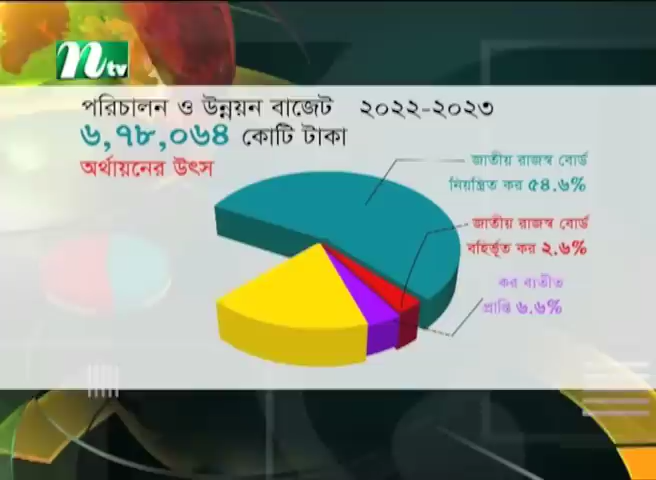 ntv
পরিচালন ও উন্নয়ন বাজেট ২০২২-২০২৩
৬,৭৮,০৬৪ কোটি টাকা
অর্থায়নের উৎস
জাতীয় রাজস্ব বোর্ড
নিয়ন্ত্রিত কর ৫৪.৬%
জাতীয় রাজস্ব বোর্ড
বহির্ভূত কর ২.৬%
কর ব্যতীত
প্রাপ্তি ৬.৬%